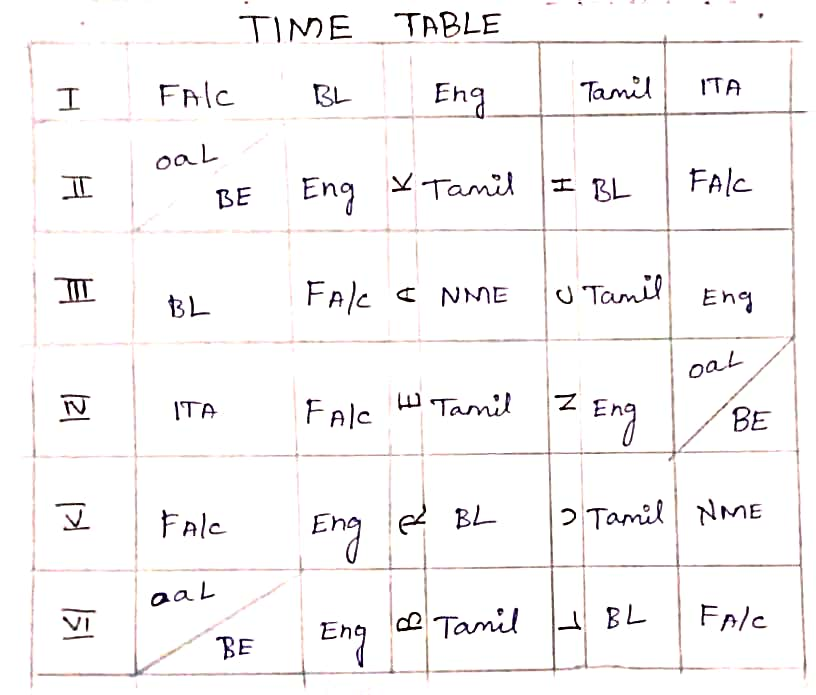 TIME TABLE
I FA/c BL Eng Tamil ITA
II oaL BE Eng K Tamil H BL FA/c
III BL FA/c A NME C Tamil Eng
IV ITA FA/c E Tamil N Eng oaL BE
V FA/c Eng R BL U Tamil NME
VI oaL BE Eng B Tamil L BL FA/c